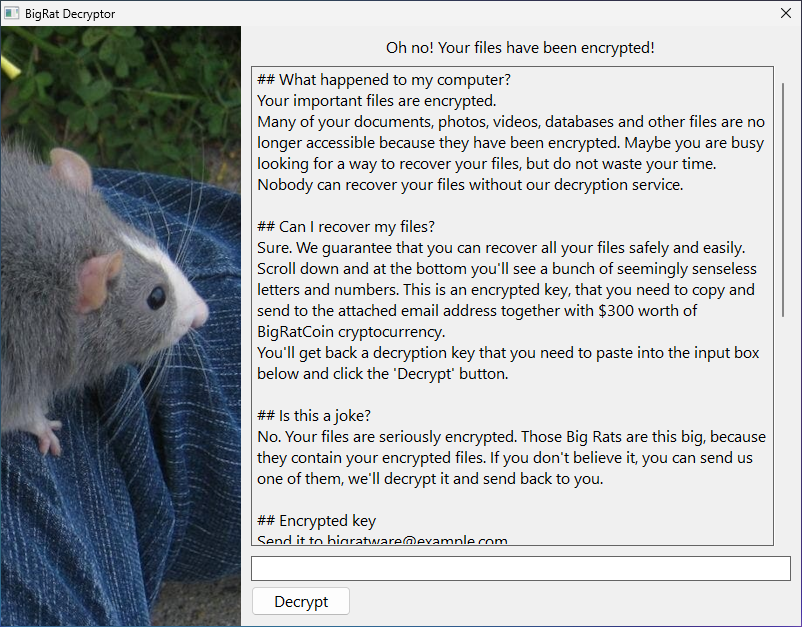 BigRat Decryptor
Oh no! Your files have been encrypted!
## What happened to my computer?
Your important files are encrypted.
Many of your documents, photos, videos, databases and other files are no
longer accessible because they have been encrypted. Maybe you are busy
looking for a way to recover your files, but do not waste your time.
Nobody can recover your files without our decryption service.
## Can I recover my files?
Sure. We guarantee that you can recover all your files safely and easily.
Scroll down and at the bottom you'll see a bunch of seemingly senseless
letters and numbers. This is an encrypted key, that you need to copy and
send to the attached email address together with $300 worth of
BigRatCoin cryptocurrency.
You'll get back a decryption key that you need to paste into the input box
below and click the 'Decrypt' button.
## Is this a joke?
No. Your files are seriously encrypted. Those Big Rats are this big, because
they contain your encrypted files. If you don't believe it, you can send us
one of them, we'll decrypt it and send back to you.
## Encrypted key
Send it to bigratware@example.com
Decrypt